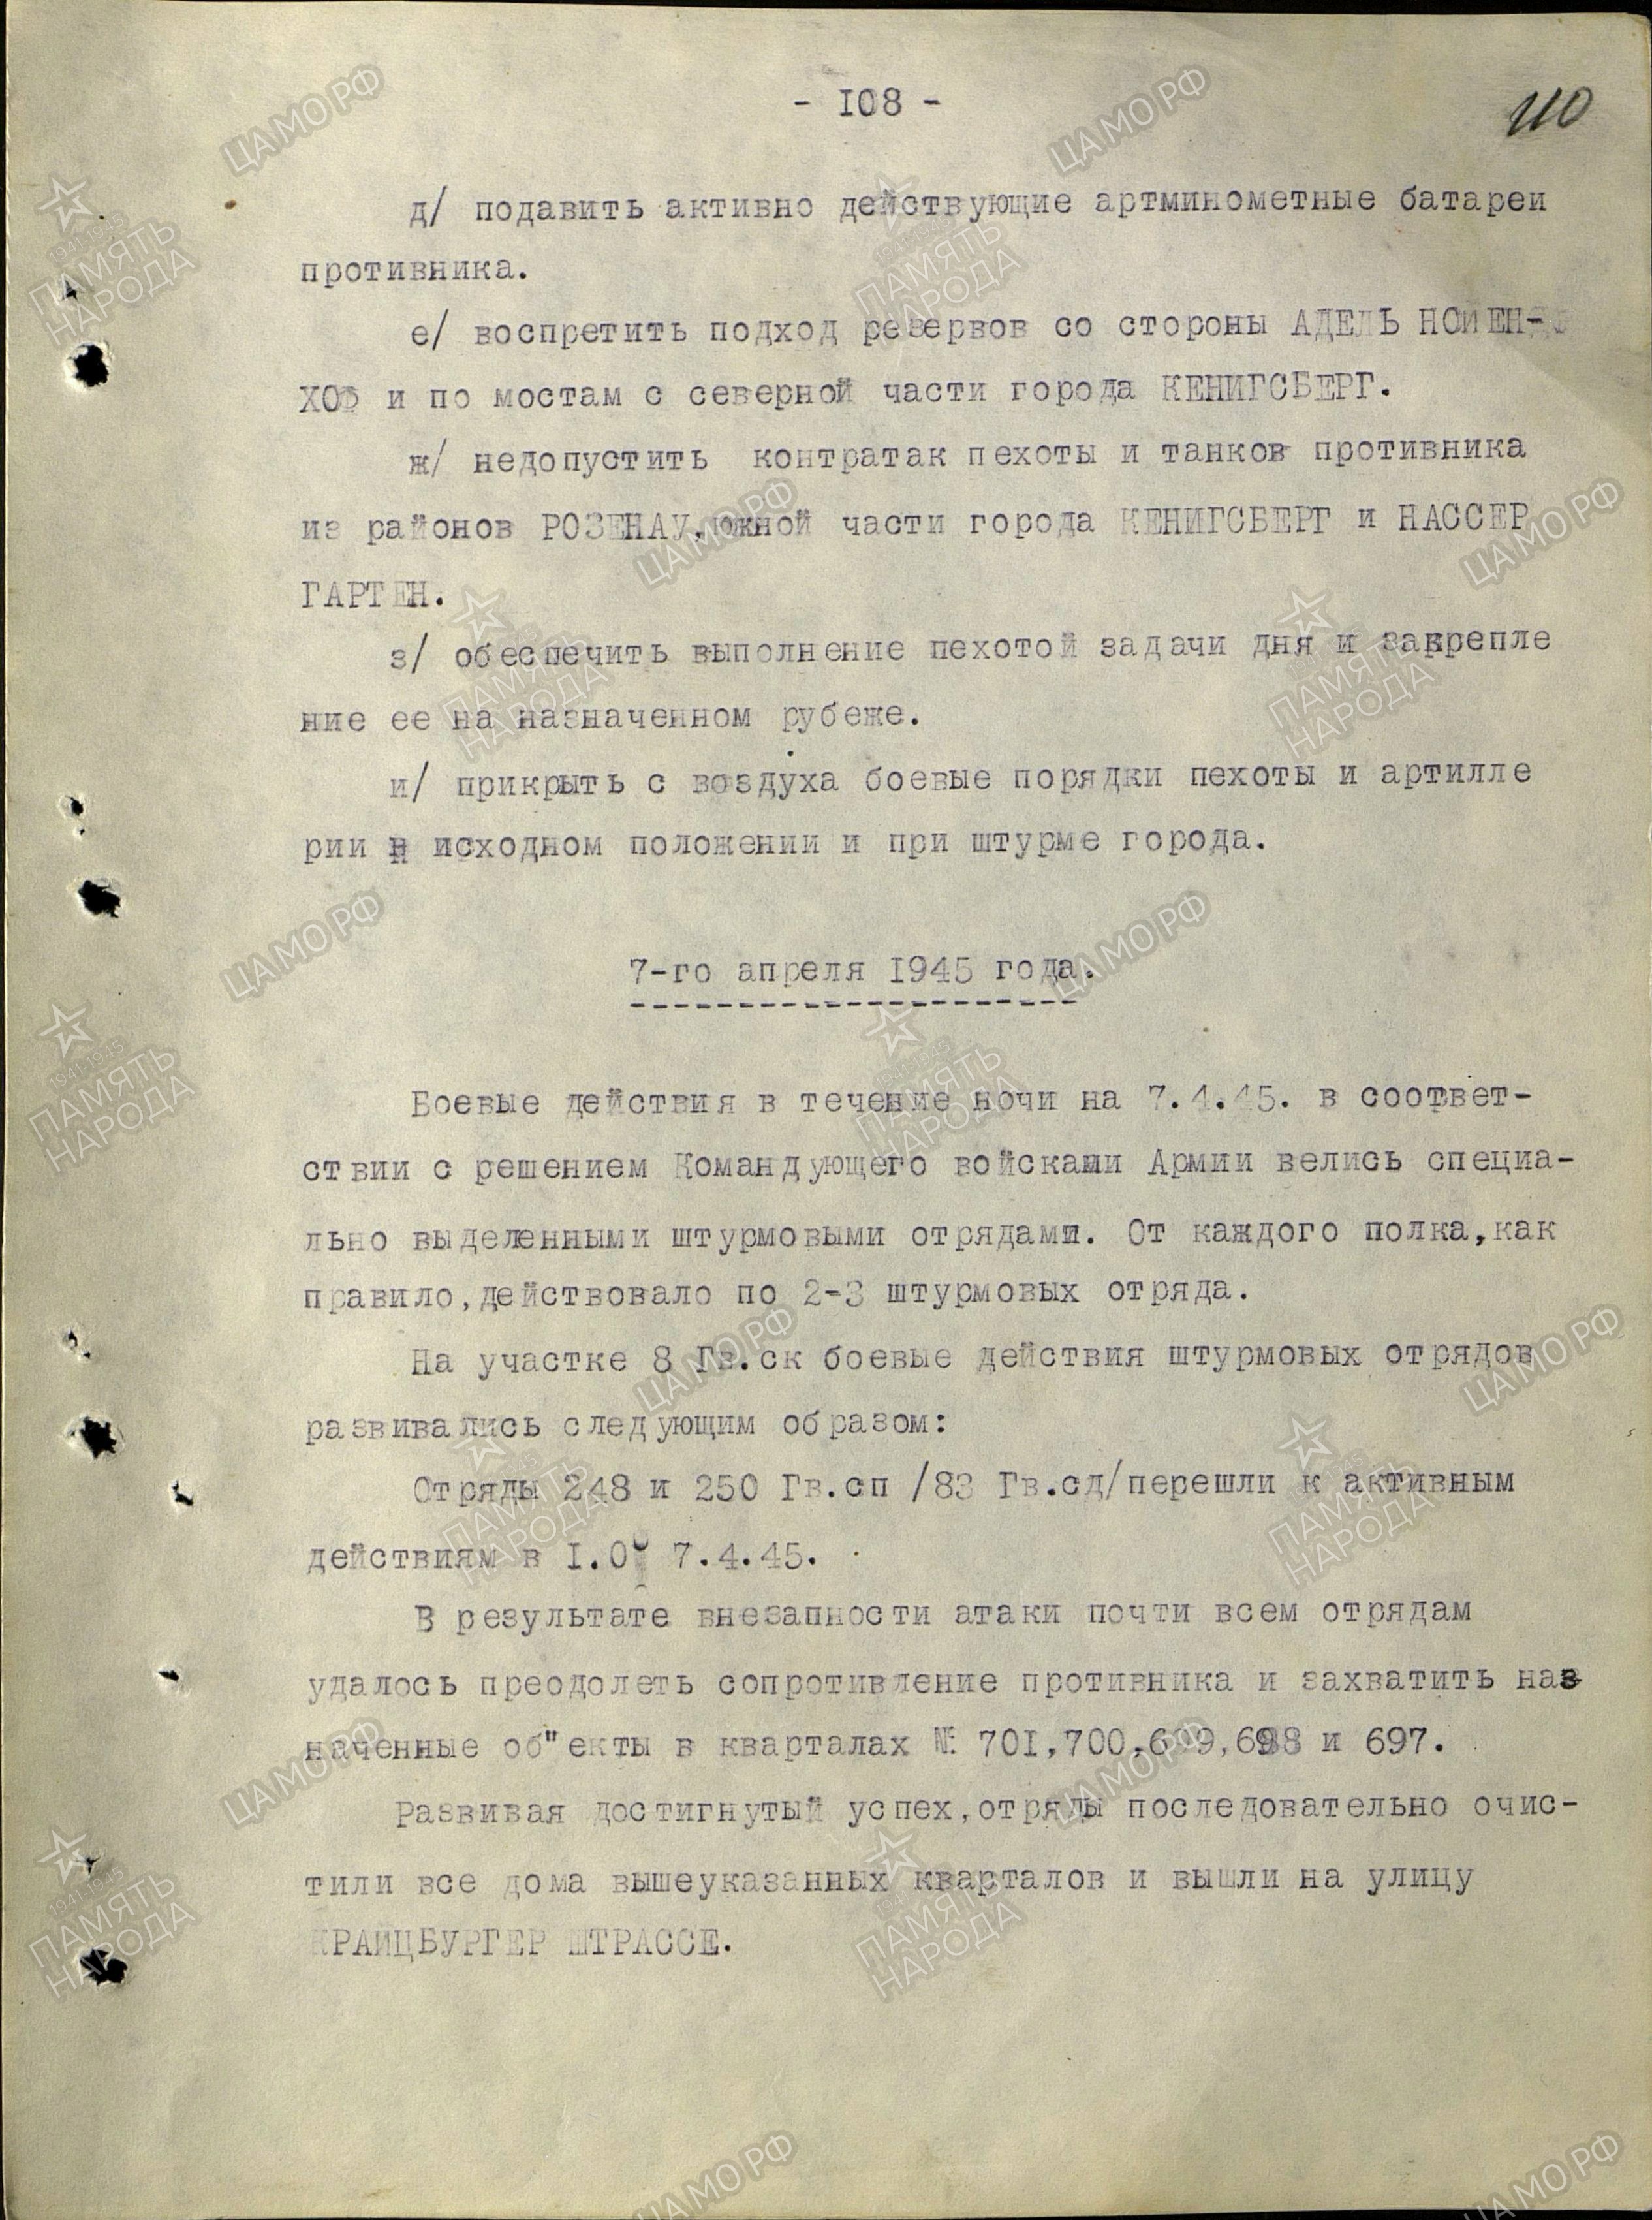 - I08 -
110
д/ подавить активно действующие артминометные батареи
противника.
е/ воспретить подход резервов со стороны АДЕЛЬ НОЙЕН-
ХОФ и по мостам с северной части города КЕНИГСБЕРГ.
ж/ недопустить контратак пехоты и танков противника
из районов РОЗЕНАУ, южной части города КЕНИГСБЕРГ и НАССЕР
ГАРТЕН.
з/ обеспечить выполнение пехотой задачи дня и закрепле
ние ее на назначенном рубеже.
и/ прикрыть с воздуха боевые порядки пехоты и артилле
рии в исходном положении и при штурме города.
7-го апреля I945 года.
Боевые действия в течение ночи на 7.4.45. в соответ-
ствии с решением Командующего войсками Армии велись специа-
льно выделенными штурмовыми отрядами. От каждого полка,как
правило,действовало по 2-3 штурмовых отряда.
На участке 8 Гв.ск боевые действия штурмовых отрядов
развивались следующим образом:
Отряды 248 и 250 Гв.сп /83 Гв.сд/перешли к активным
действиям в 7.4.45.
В результате внезапности атаки почти всем отрядам
удалось преодолеть сопротивление противника и захватить наз
наченные об"екты в кварталах № 70I,700,699,698 и 697.
Развивая достигнутый успех,отряды последовательно очис-
тили все дома вышеуказанных кварталов и вышли на улицу
КРАЙЦБУРГЕР ШТРАССЕ.